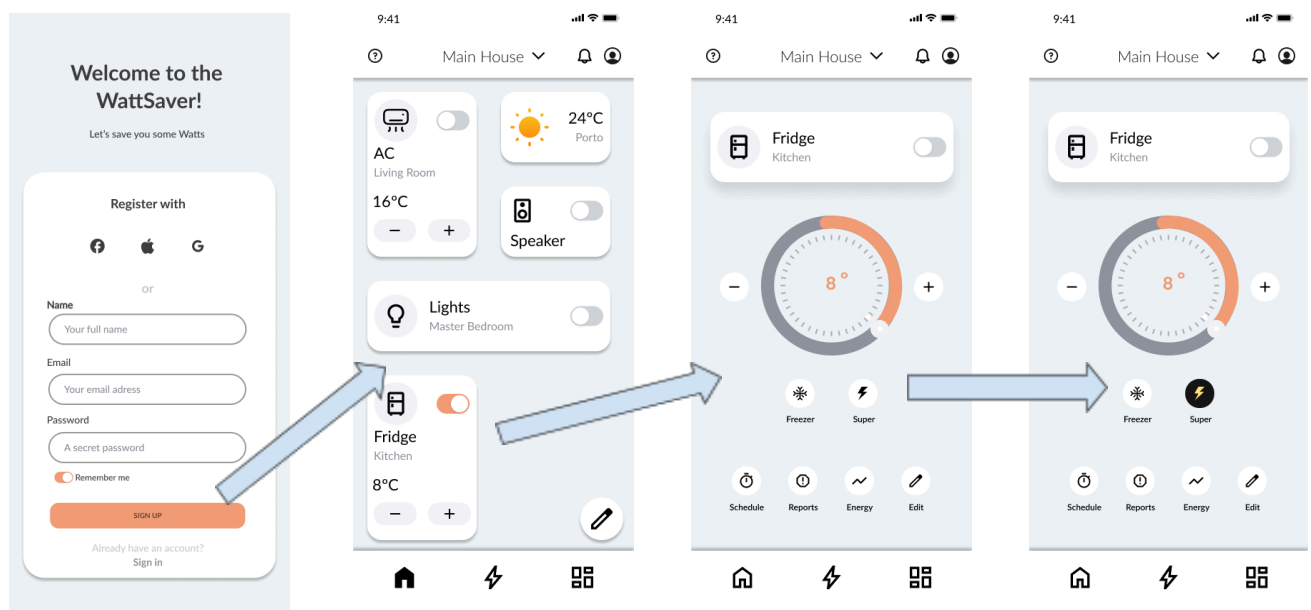 Welcome to the
WattSaver!
Let's save you some Watts
Register with
or
Name
Your full name
Email
Your email adress
Password
A secret password
Remember me
SIGN UP
Already have an account?
Sign in
9:41
Main House
AC
Living Room
16°C
24°C
Porto
Speaker
Lights
Master Bedroom
Fridge
Kitchen
8°C
9:41
Main House
Fridge
Kitchen
8°
Freezer Super
Schedule Reports Energy Edit
9:41
Main House
Fridge
Kitchen
8°
Freezer Super
Schedule Reports Energy Edit